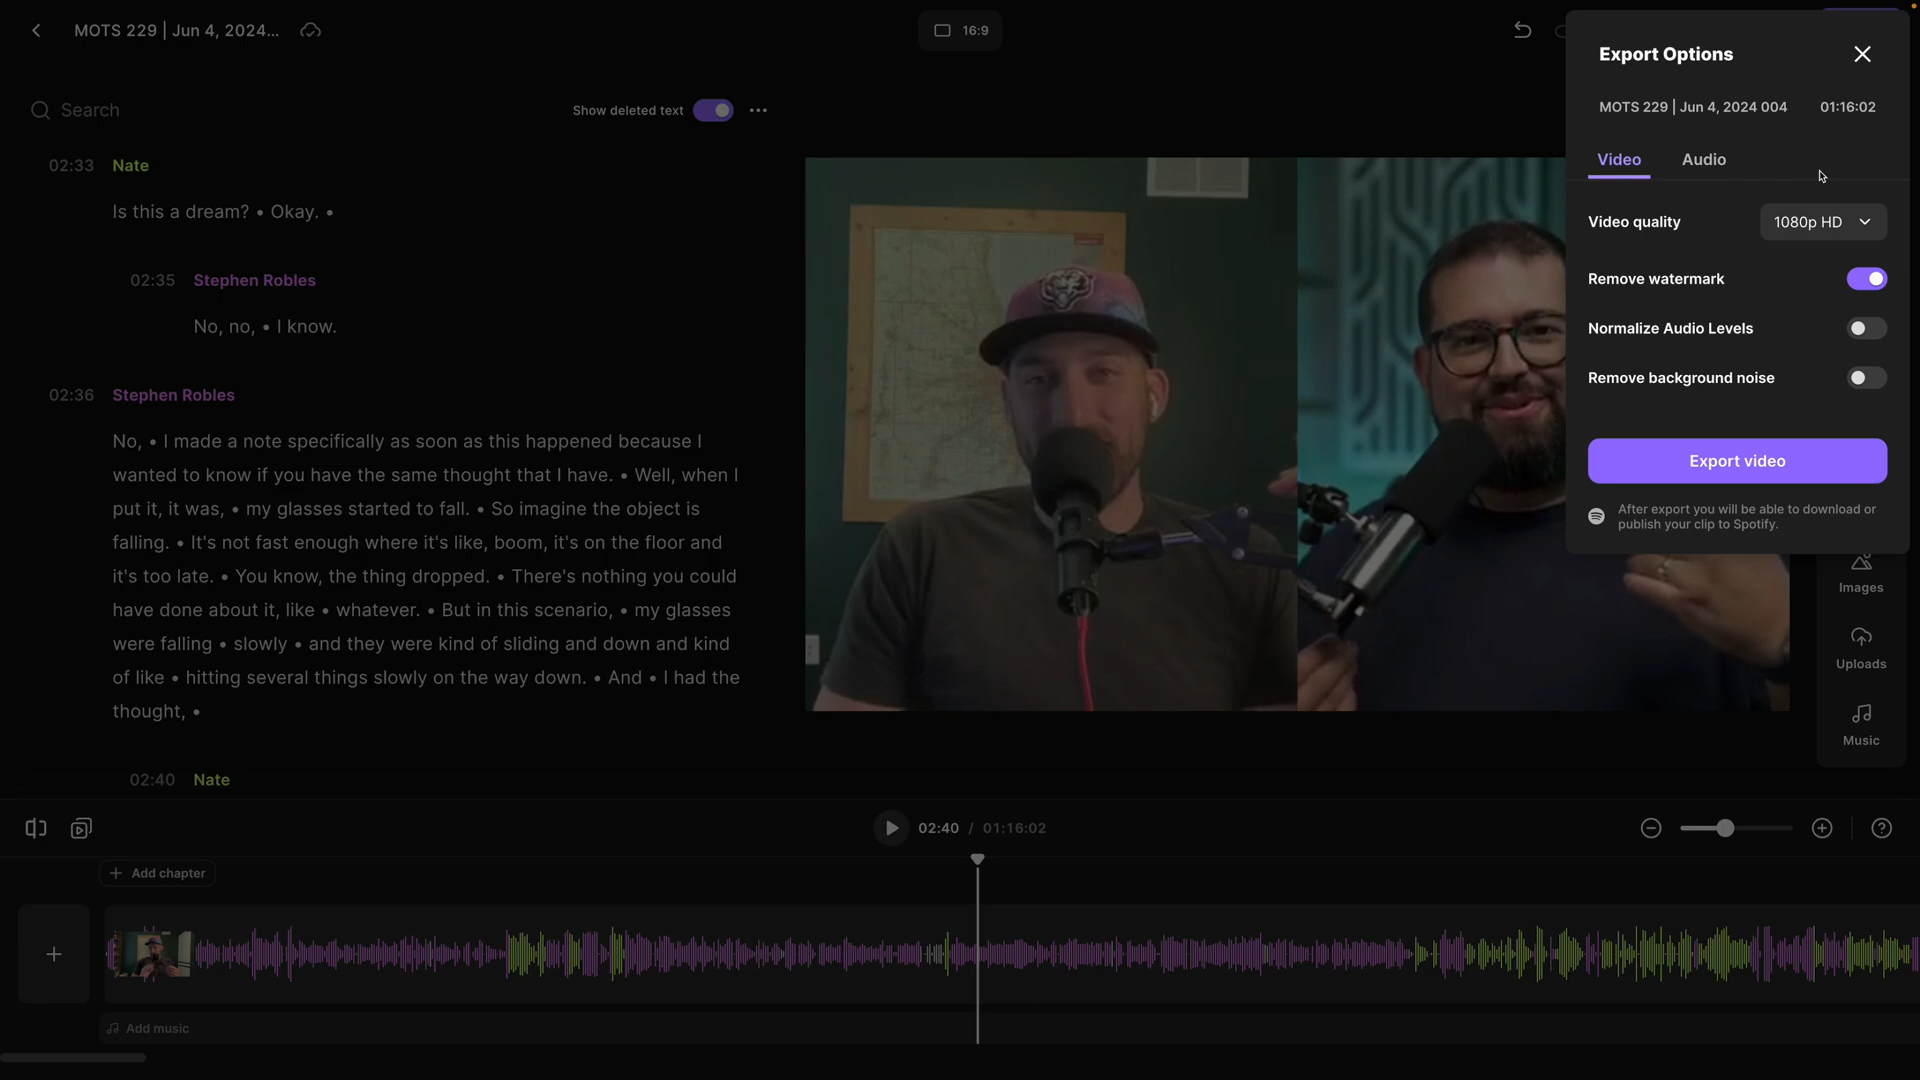 MOTS 229 | Jun 4, 2024...
16:9
Search
Show deleted text
02:33 Nate
Is this a dream? • Okay. •
02:35 Stephen Robles
No, no, • I know.
02:36 Stephen Robles
No, • I made a note specifically as soon as this happened because I
wanted to know if you have the same thought that I have. • Well, when I
put it, it was, • my glasses started to fall. • So imagine the object is
falling. • It's not fast enough where it's like, boom, it's on the floor and
it's too late. • You know, the thing dropped. • There's nothing you could
have done about it, like • whatever. • But in this scenario, • my glasses
were falling • slowly • and they were kind of sliding and down and kind
of like • hitting several things slowly on the way down. • And • I had the
thought, •
02:40 Nate
Export Options
MOTS 229 | Jun 4, 2024 004 01:16:02
Video Audio
Video quality 1080p HD
Remove watermark
Normalize Audio Levels
Remove background noise
Export video
After export you will be able to download or
publish your clip to Spotify.
Images
Uploads
Music
02:40 / 01:16:02
+ Add chapter
Add music